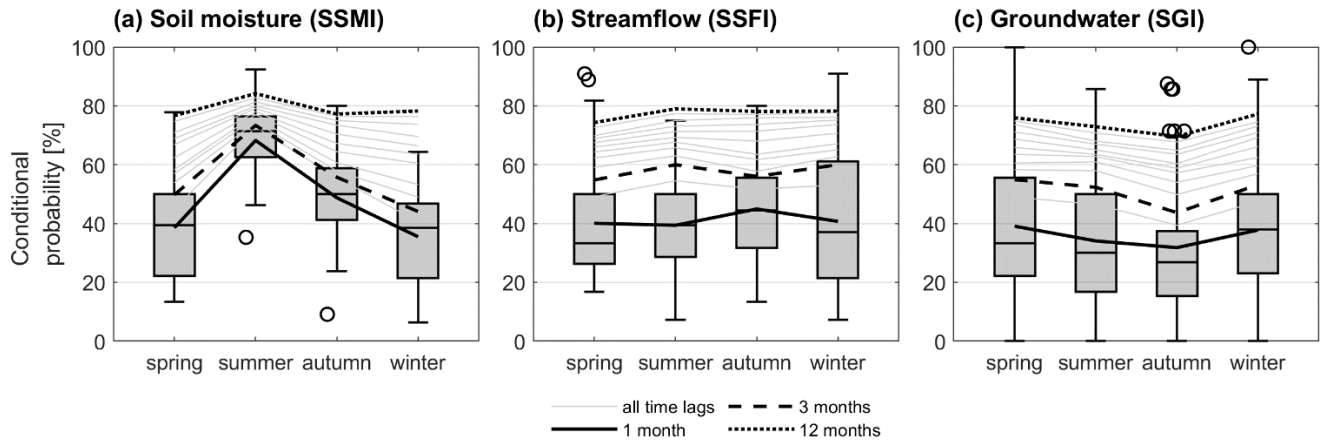 (a) Soil moisture (SSMI)
(b) Streamflow (SSFI)
(c) Groundwater (SGI)
Conditional
probability [%]
100
80
60
40
20
0
spring summer autumn winter
100
80
60
40
20
0
spring summer autumn winter
100
80
60
40
20
0
spring summer autumn winter
all time lags
3 months
1 month
12 months